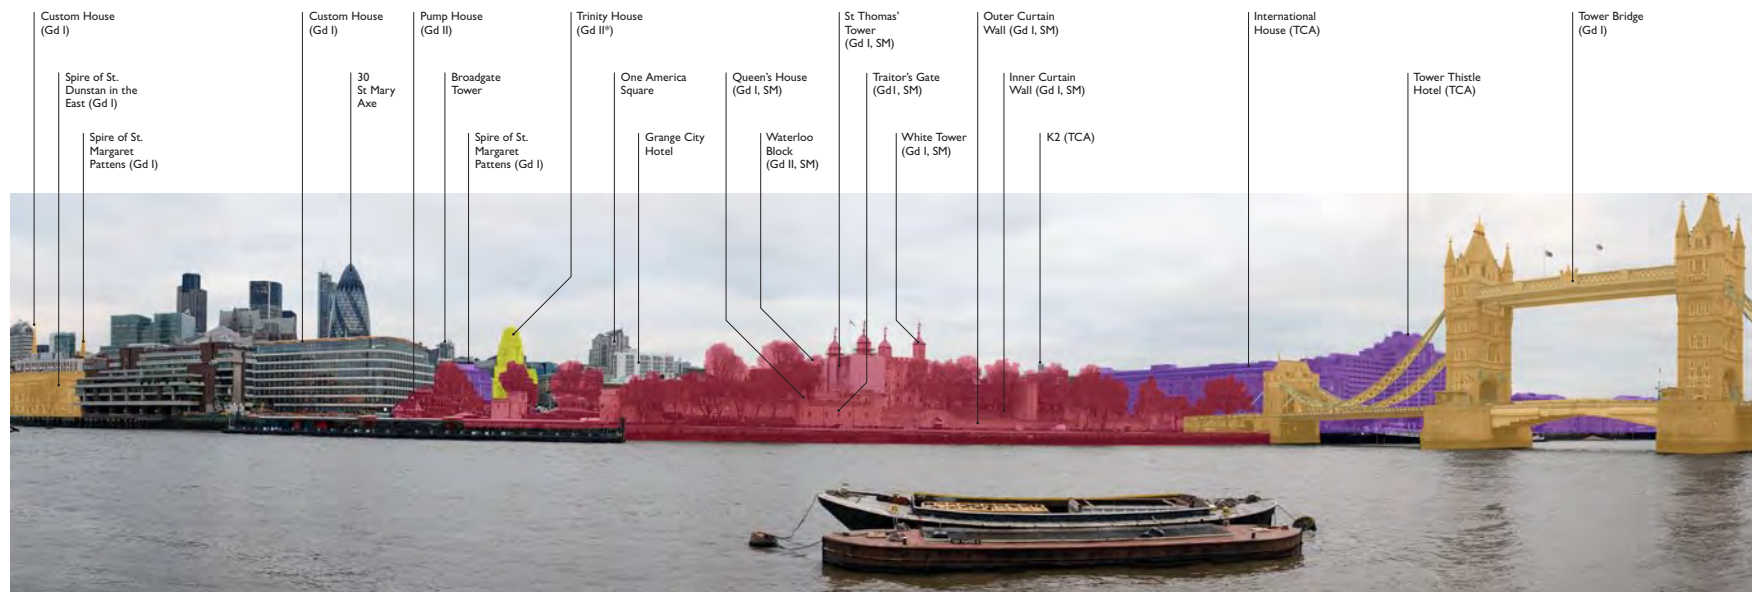 Custom House
(Gd I)
Custom House
(Gd I)
Pump House
(Gd II)
Trinity House
(Gd II*)
St Thomas'
Tower
(Gd I, SM)
Outer Curtain
Wall (Gd I, SM)
International
House (TCA)
Tower Bridge
(Gd I)
Spire of St.
Dunstan in the
East (Gd I)
30
St Mary
Axe
Broadgate
Tower
One America
Square
Queen's House
(Gd I, SM)
Traitor's Gate
(Gd1, SM)
Inner Curtain
Wall (Gd I, SM)
Tower Thistle
Hotel (TCA)
Spire of St.
Margaret
Pattens (Gd I)
Spire of St.
Margaret
Pattens (Gd I)
Grange City
Hotel
Waterloo
Block
(Gd II, SM)
White Tower
(Gd I, SM)
K2 (TCA)